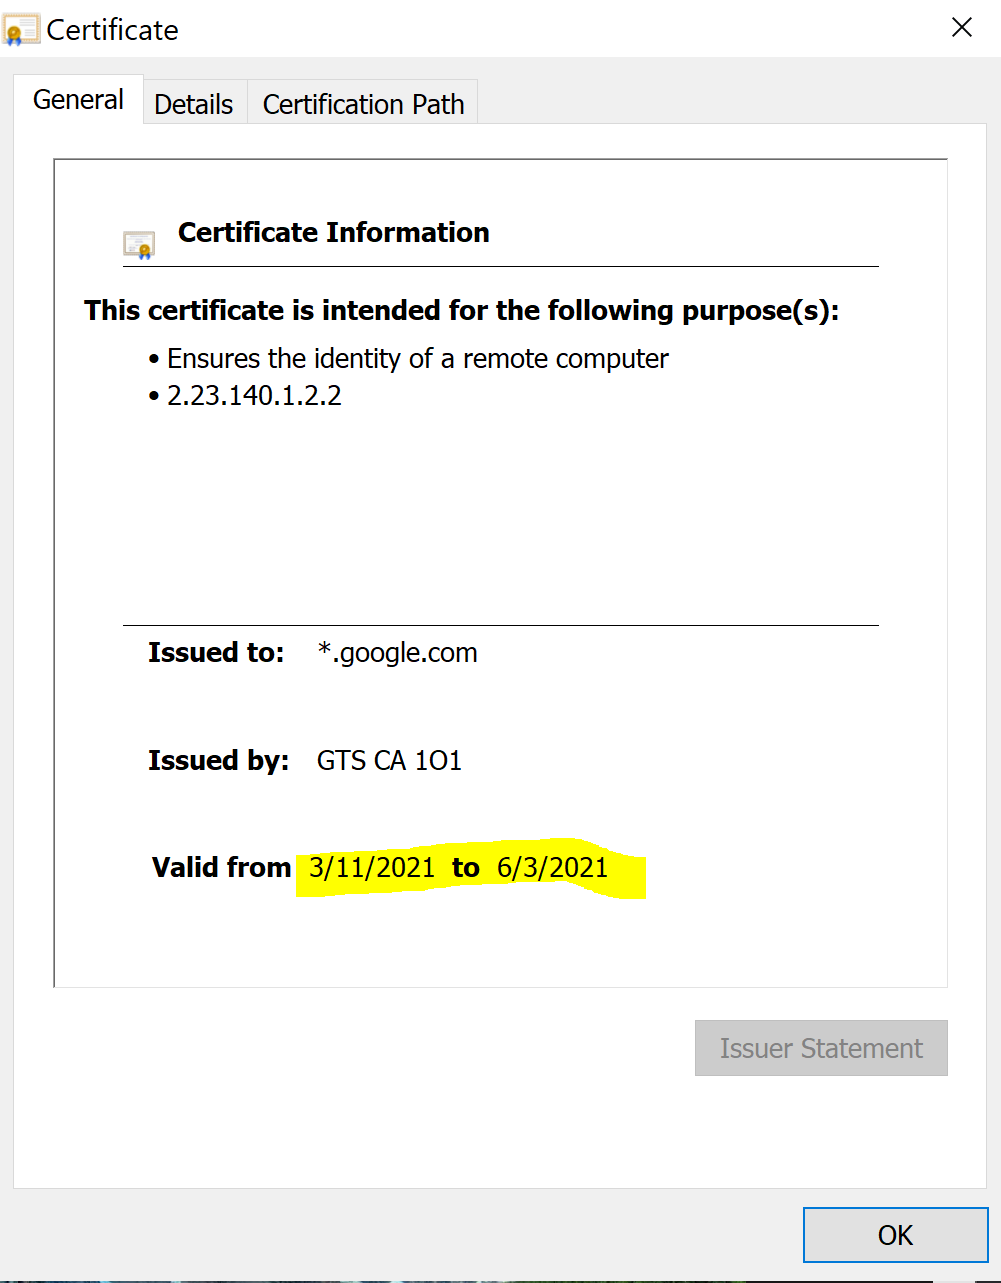 Certificate
General Details Certification Path
Certificate Information
This certificate is intended for the following purpose(s):
• Ensures the identity of a remote computer
• 2.23.140.1.2.2
Issued to: *.google.com
Issued by: GTS CA 1O1
Valid from 3/11/2021 to 6/3/2021
Issuer Statement
OK